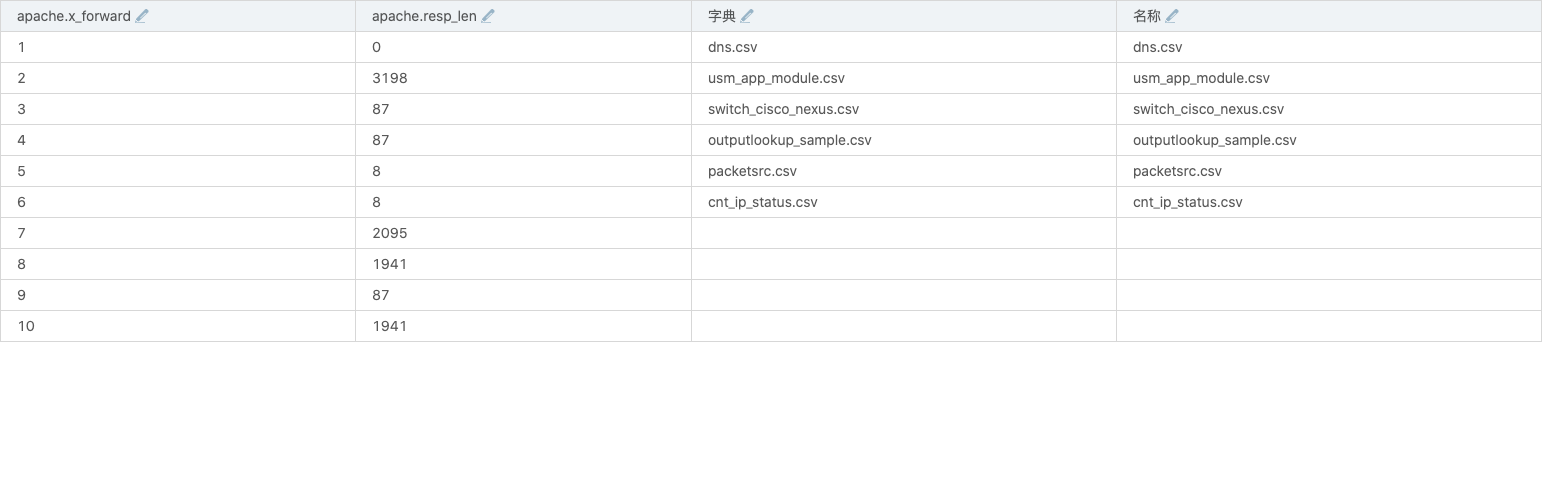 apache.x_forward apache.resp_len 字典 名称
1 0 dns.csv dns.csv
2 3198 usm_app_module.csv usm_app_module.csv
3 87 switch_cisco_nexus.csv switch_cisco_nexus.csv
4 87 outputlookup_sample.csv outputlookup_sample.csv
5 8 packetsrc.csv packetsrc.csv
6 8 cnt_ip_status.csv cnt_ip_status.csv
7 2095
8 1941
9 87
10 1941